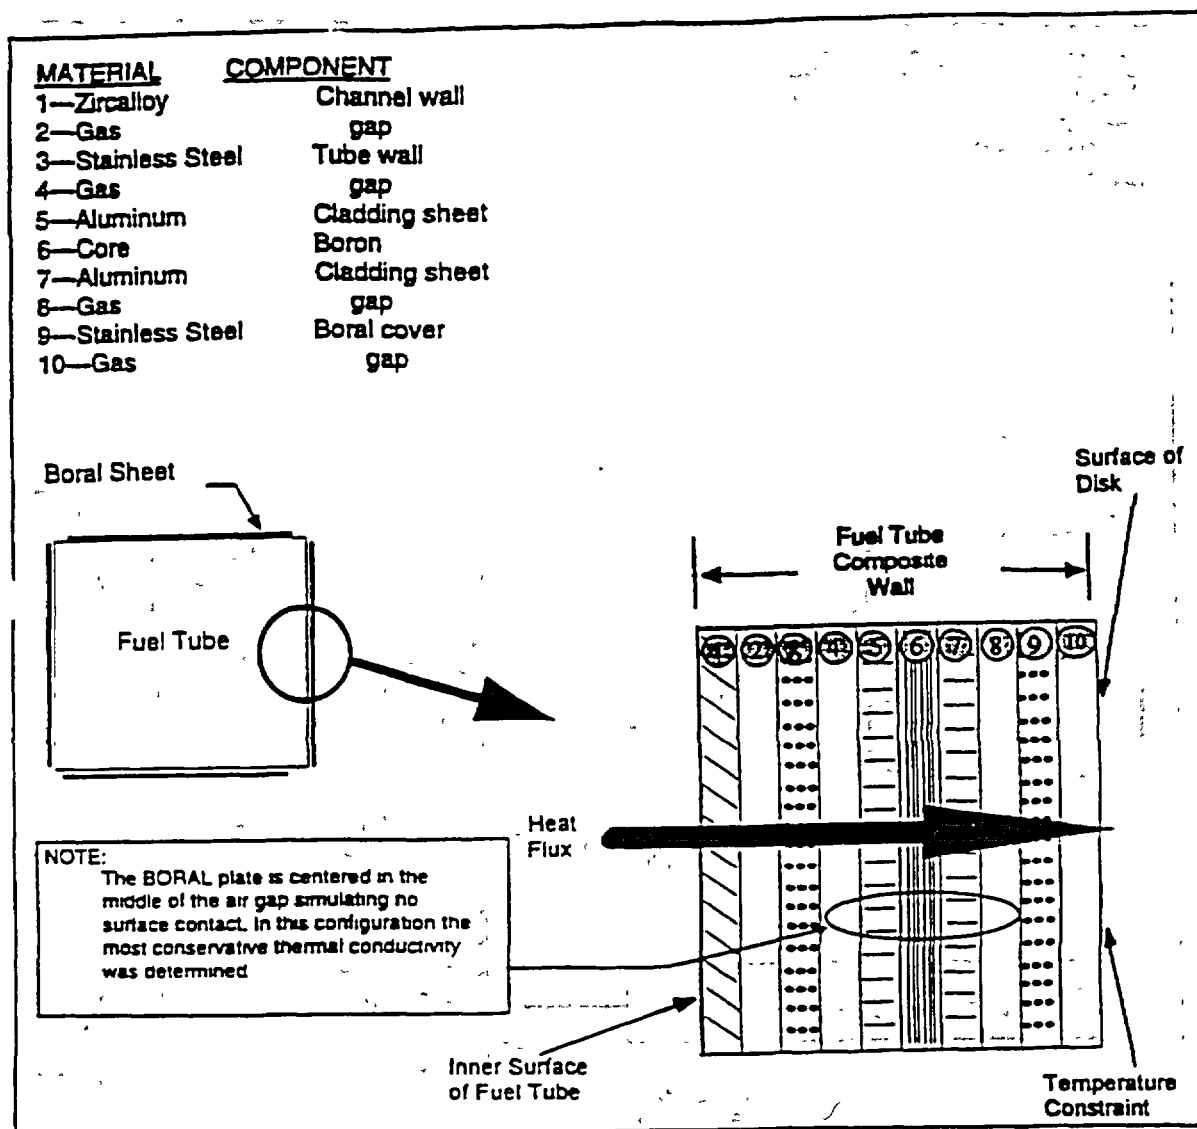 MATERIAL COMPONENT
1—Zircalloy Channel wall
2—Gas gap
3—Stainless Steel Tube wall
4—Gas gap
5—Aluminum Cladding sheet
6—Core Boron
7—Aluminum Cladding sheet
8—Gas gap
9—Stainless Steel Boral cover
10—Gas gap
Boral Sheet
Fuel Tube
Surface of
Disk
Fuel Tube
Composite
Wall
1 2 3 4 5 6 7 8 9 10
Heat
Flux
NOTE:
The BORAL plate is centered in the
middle of the air gap simulating no
surface contact. In this configuration the
most conservative thermal conductivity
was determined
Inner Surface
of Fuel Tube
Temperature
Constraint